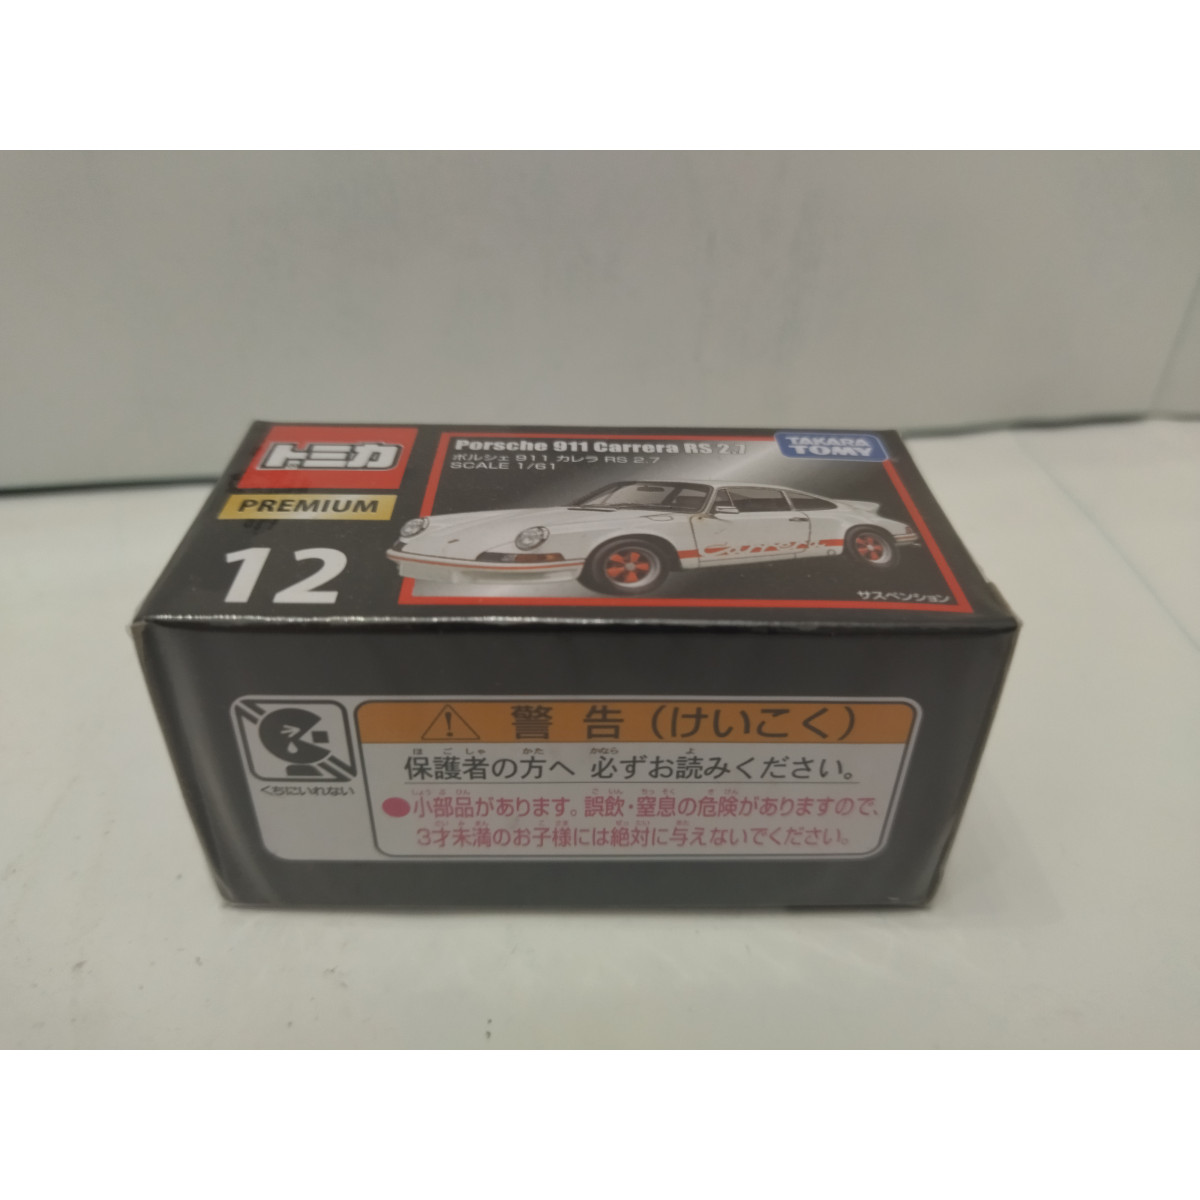 トミカ
PREMIUM
12
Porsche 911 Carrera RS 2.7
ポルシェ 911 カレラ RS 2.7
SCALE 1/61
TAKARA
TOMY
Carrera
サスペンション
くちにいれない
警告（けいこく）
保護者の方へ 必ずお読みください。
●小部品があります。誤飲・窒息の危険がありますので、
3才未満のお子様には絶対に与えないでください。